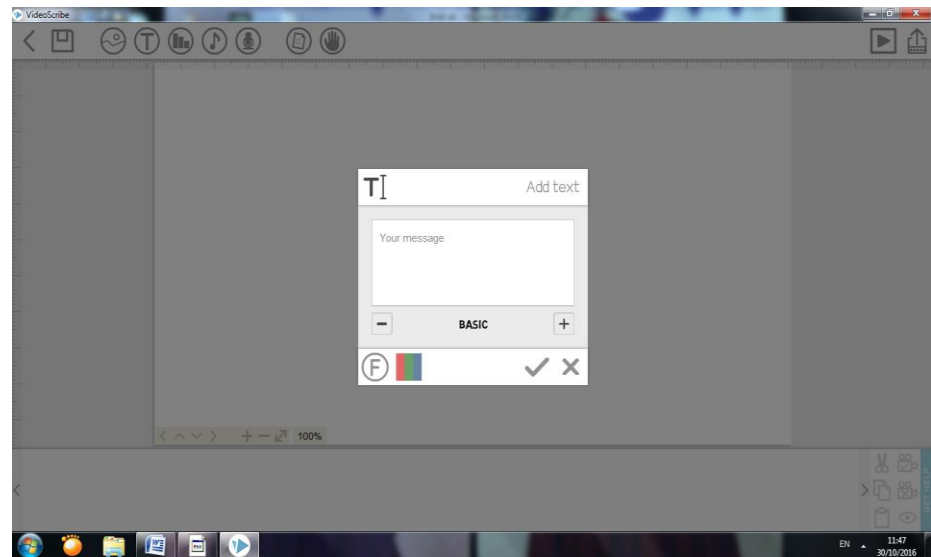 VideoScribe
T
T
Add text
Your message
BASIC
F
100%
EN
11:47
30/10/2016